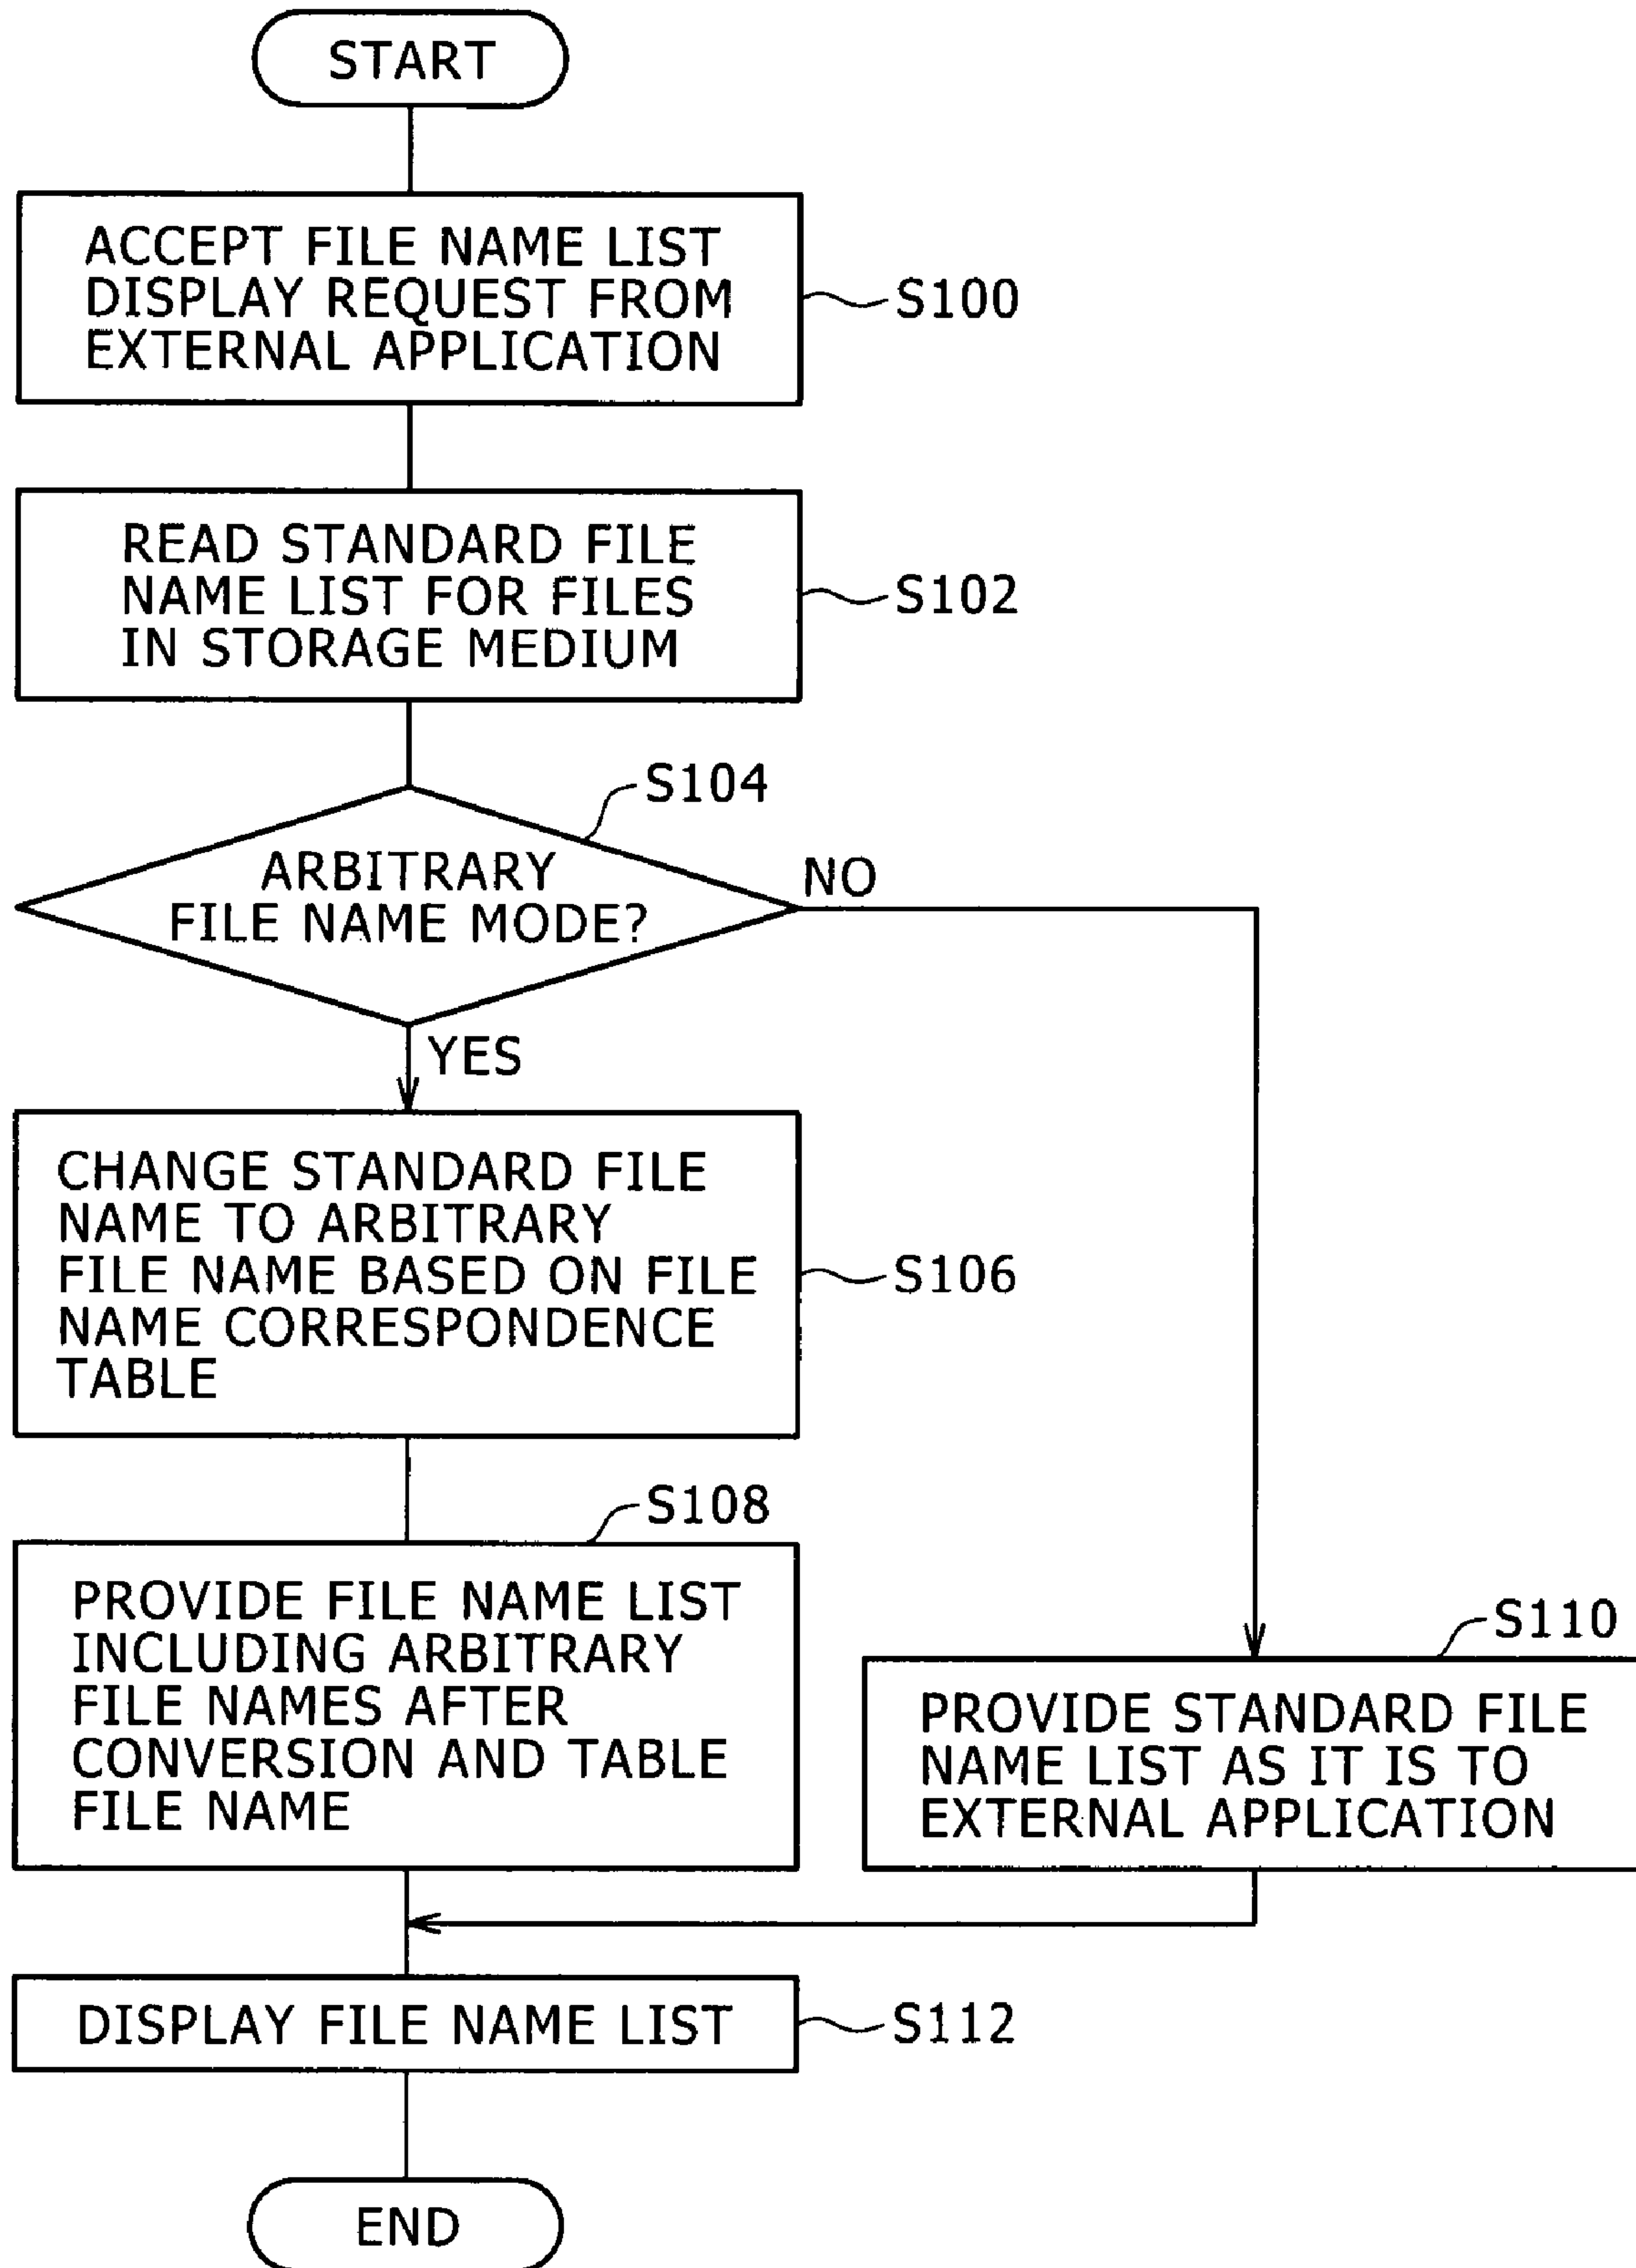 START
ACCEPT FILE NAME LIST
DISPLAY REQUEST FROM
EXTERNAL APPLICATION
S100
READ STANDARD FILE
NAME LIST FOR FILES
IN STORAGE MEDIUM
S102
S104
ARBITRARY
FILE NAME MODE?
NO
YES
CHANGE STANDARD FILE
NAME TO ARBITRARY
FILE NAME BASED ON FILE
NAME CORRESPONDENCE
TABLE
S106
S108
PROVIDE FILE NAME LIST
INCLUDING ARBITRARY
FILE NAMES AFTER
CONVERSION AND TABLE
FILE NAME
S110
PROVIDE STANDARD FILE
NAME LIST AS IT IS TO
EXTERNAL APPLICATION
DISPLAY FILE NAME LIST
S112
END